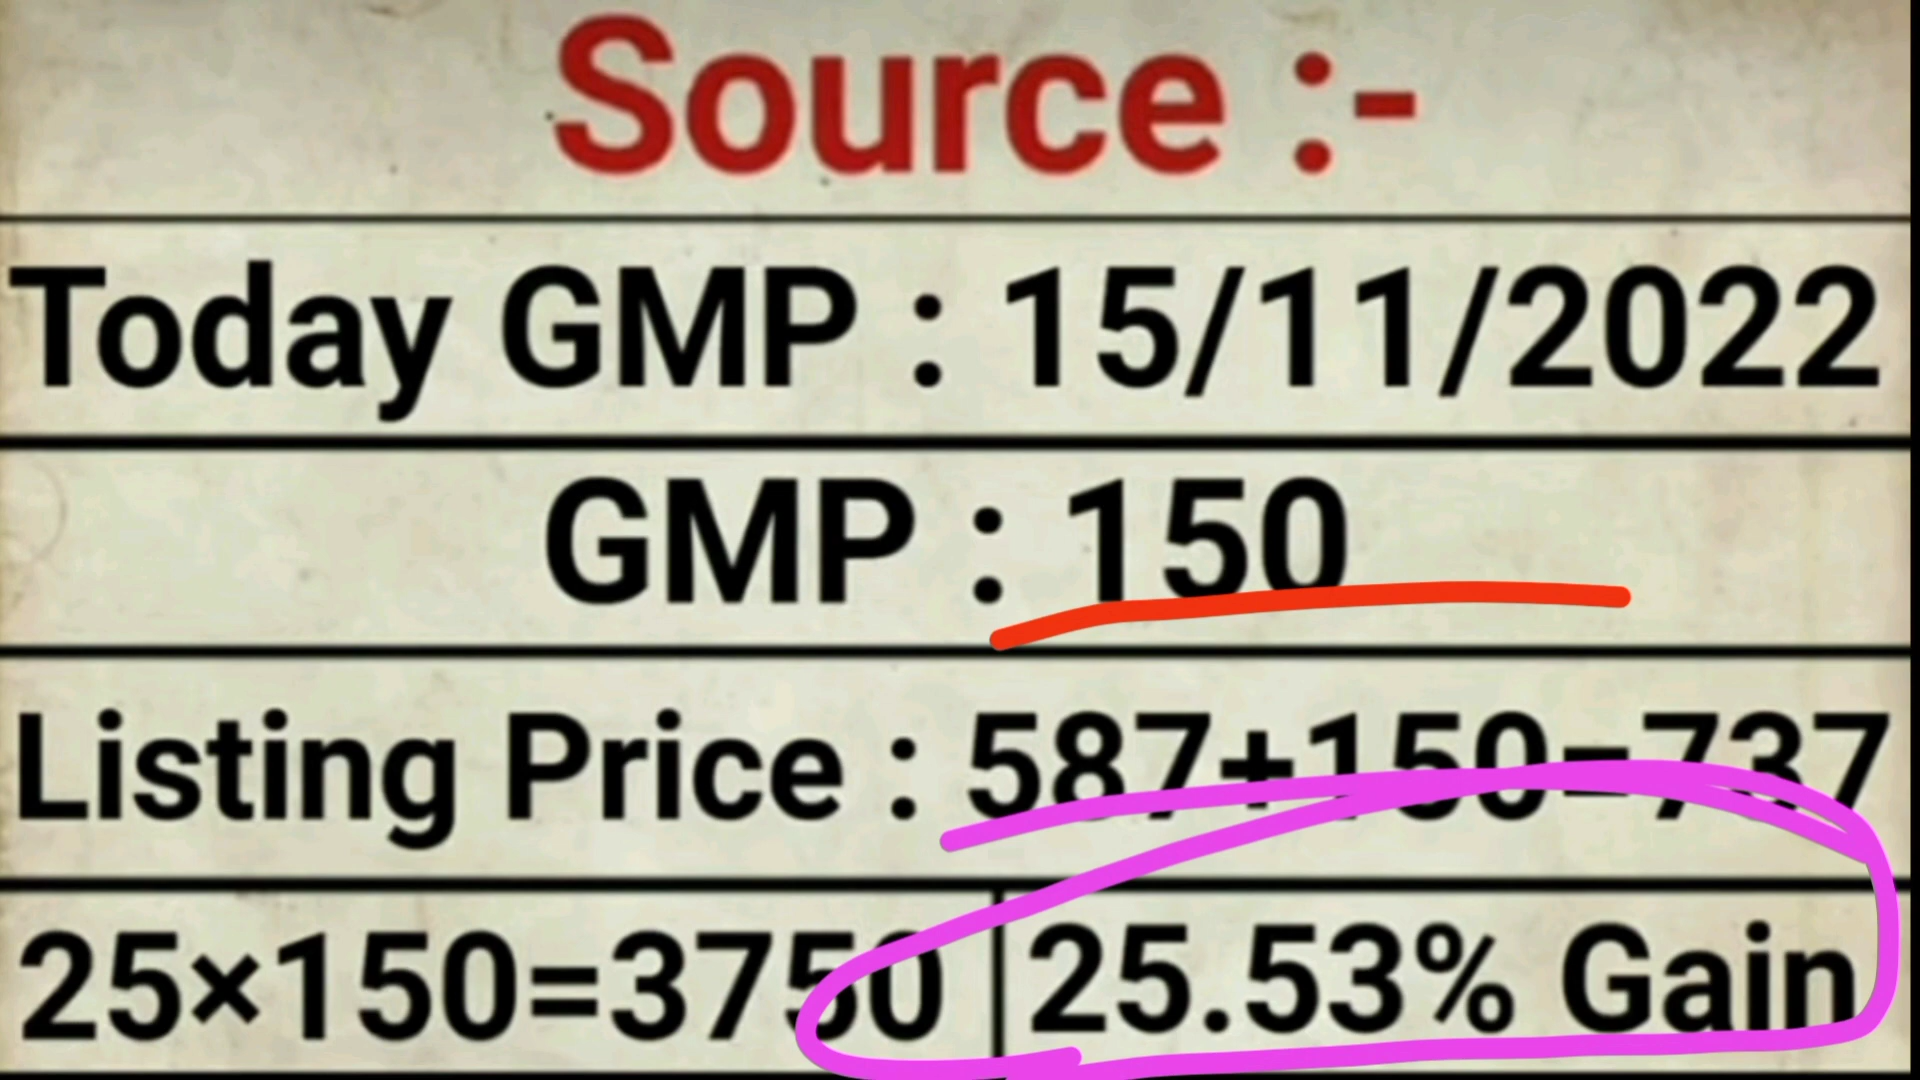 Source :-
Today GMP : 15/11/2022
GMP : 150
Listing Price : 587+150=737
25×150=3750
25.53% Gain